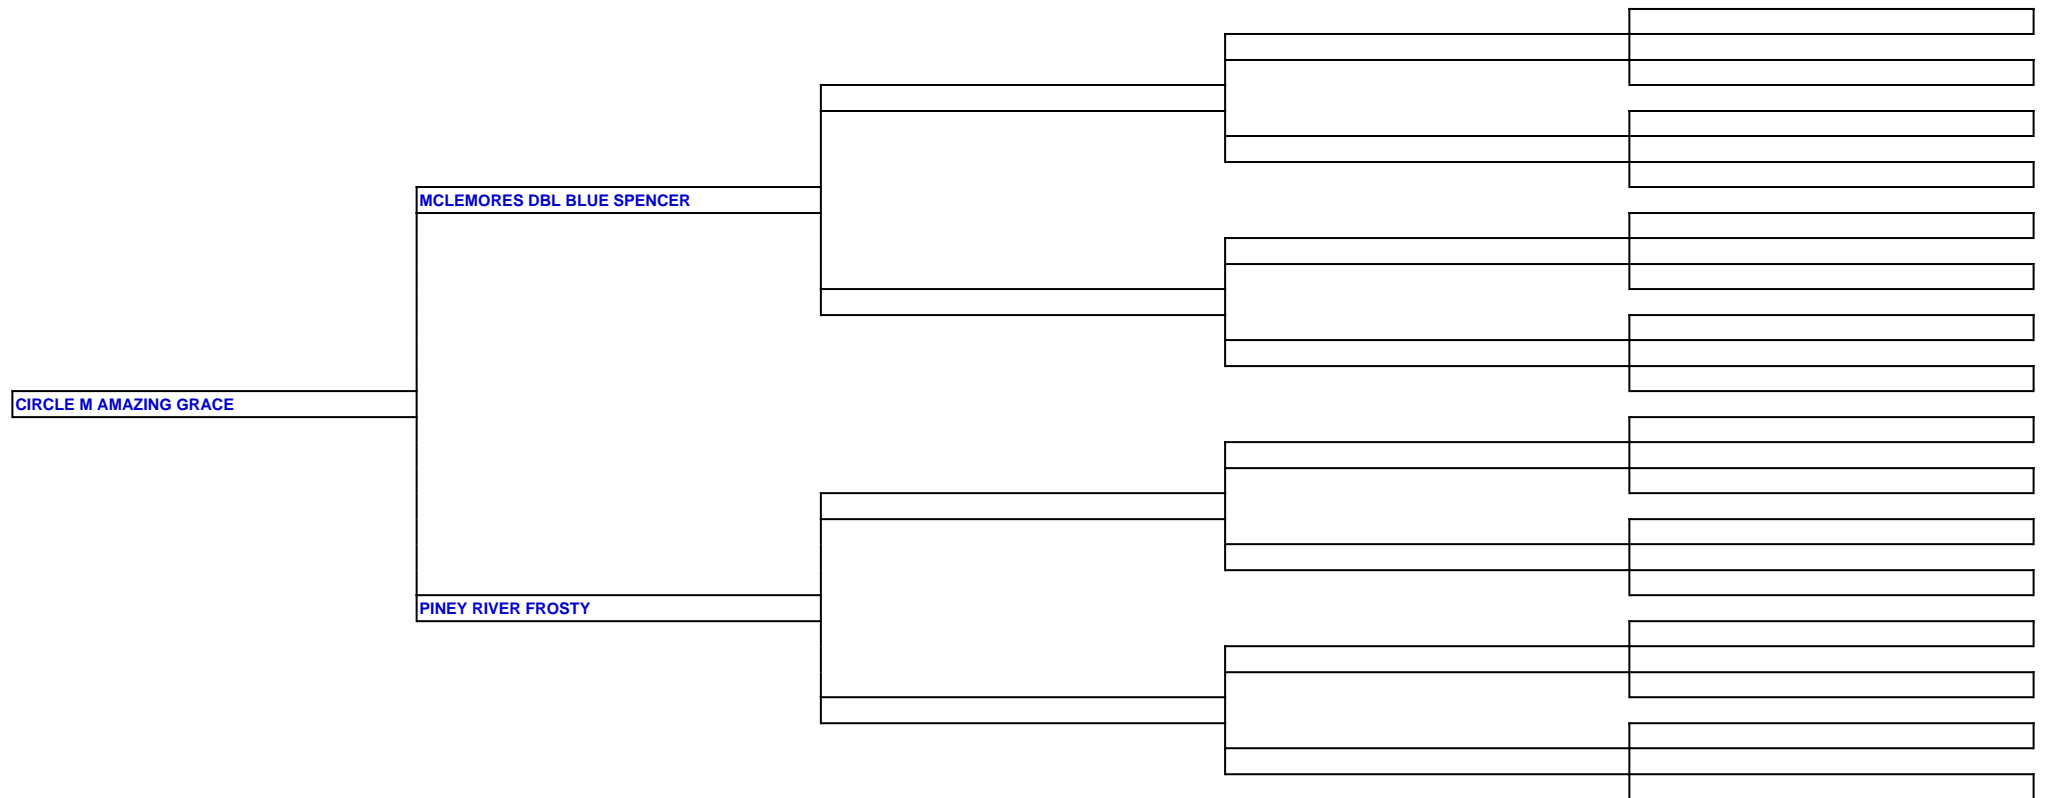 MCLEMORES DBL BLUE SPENCER
CIRCLE M AMAZING GRACE
PINEY RIVER FROSTY